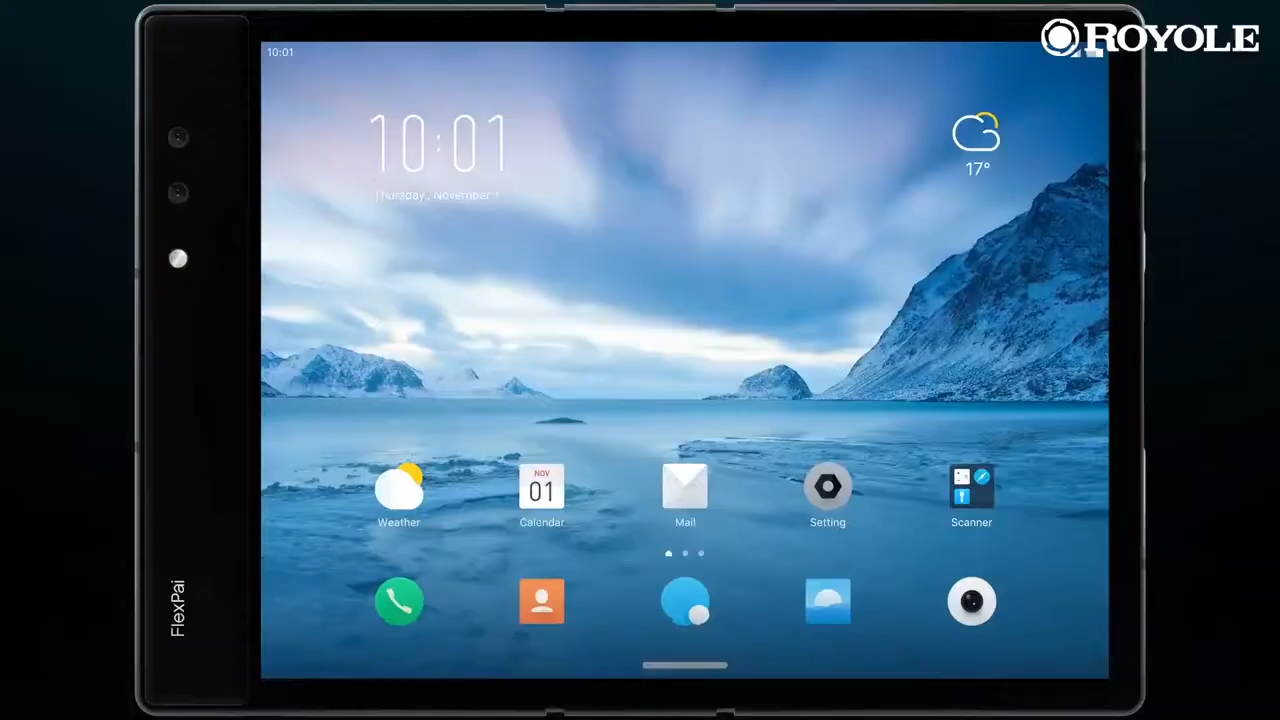 ROYOLE
10:01
10:01
Thursday, November 1
17°
NOV
01
Weather
Calendar
Mail
Setting
Scanner
FlexPai